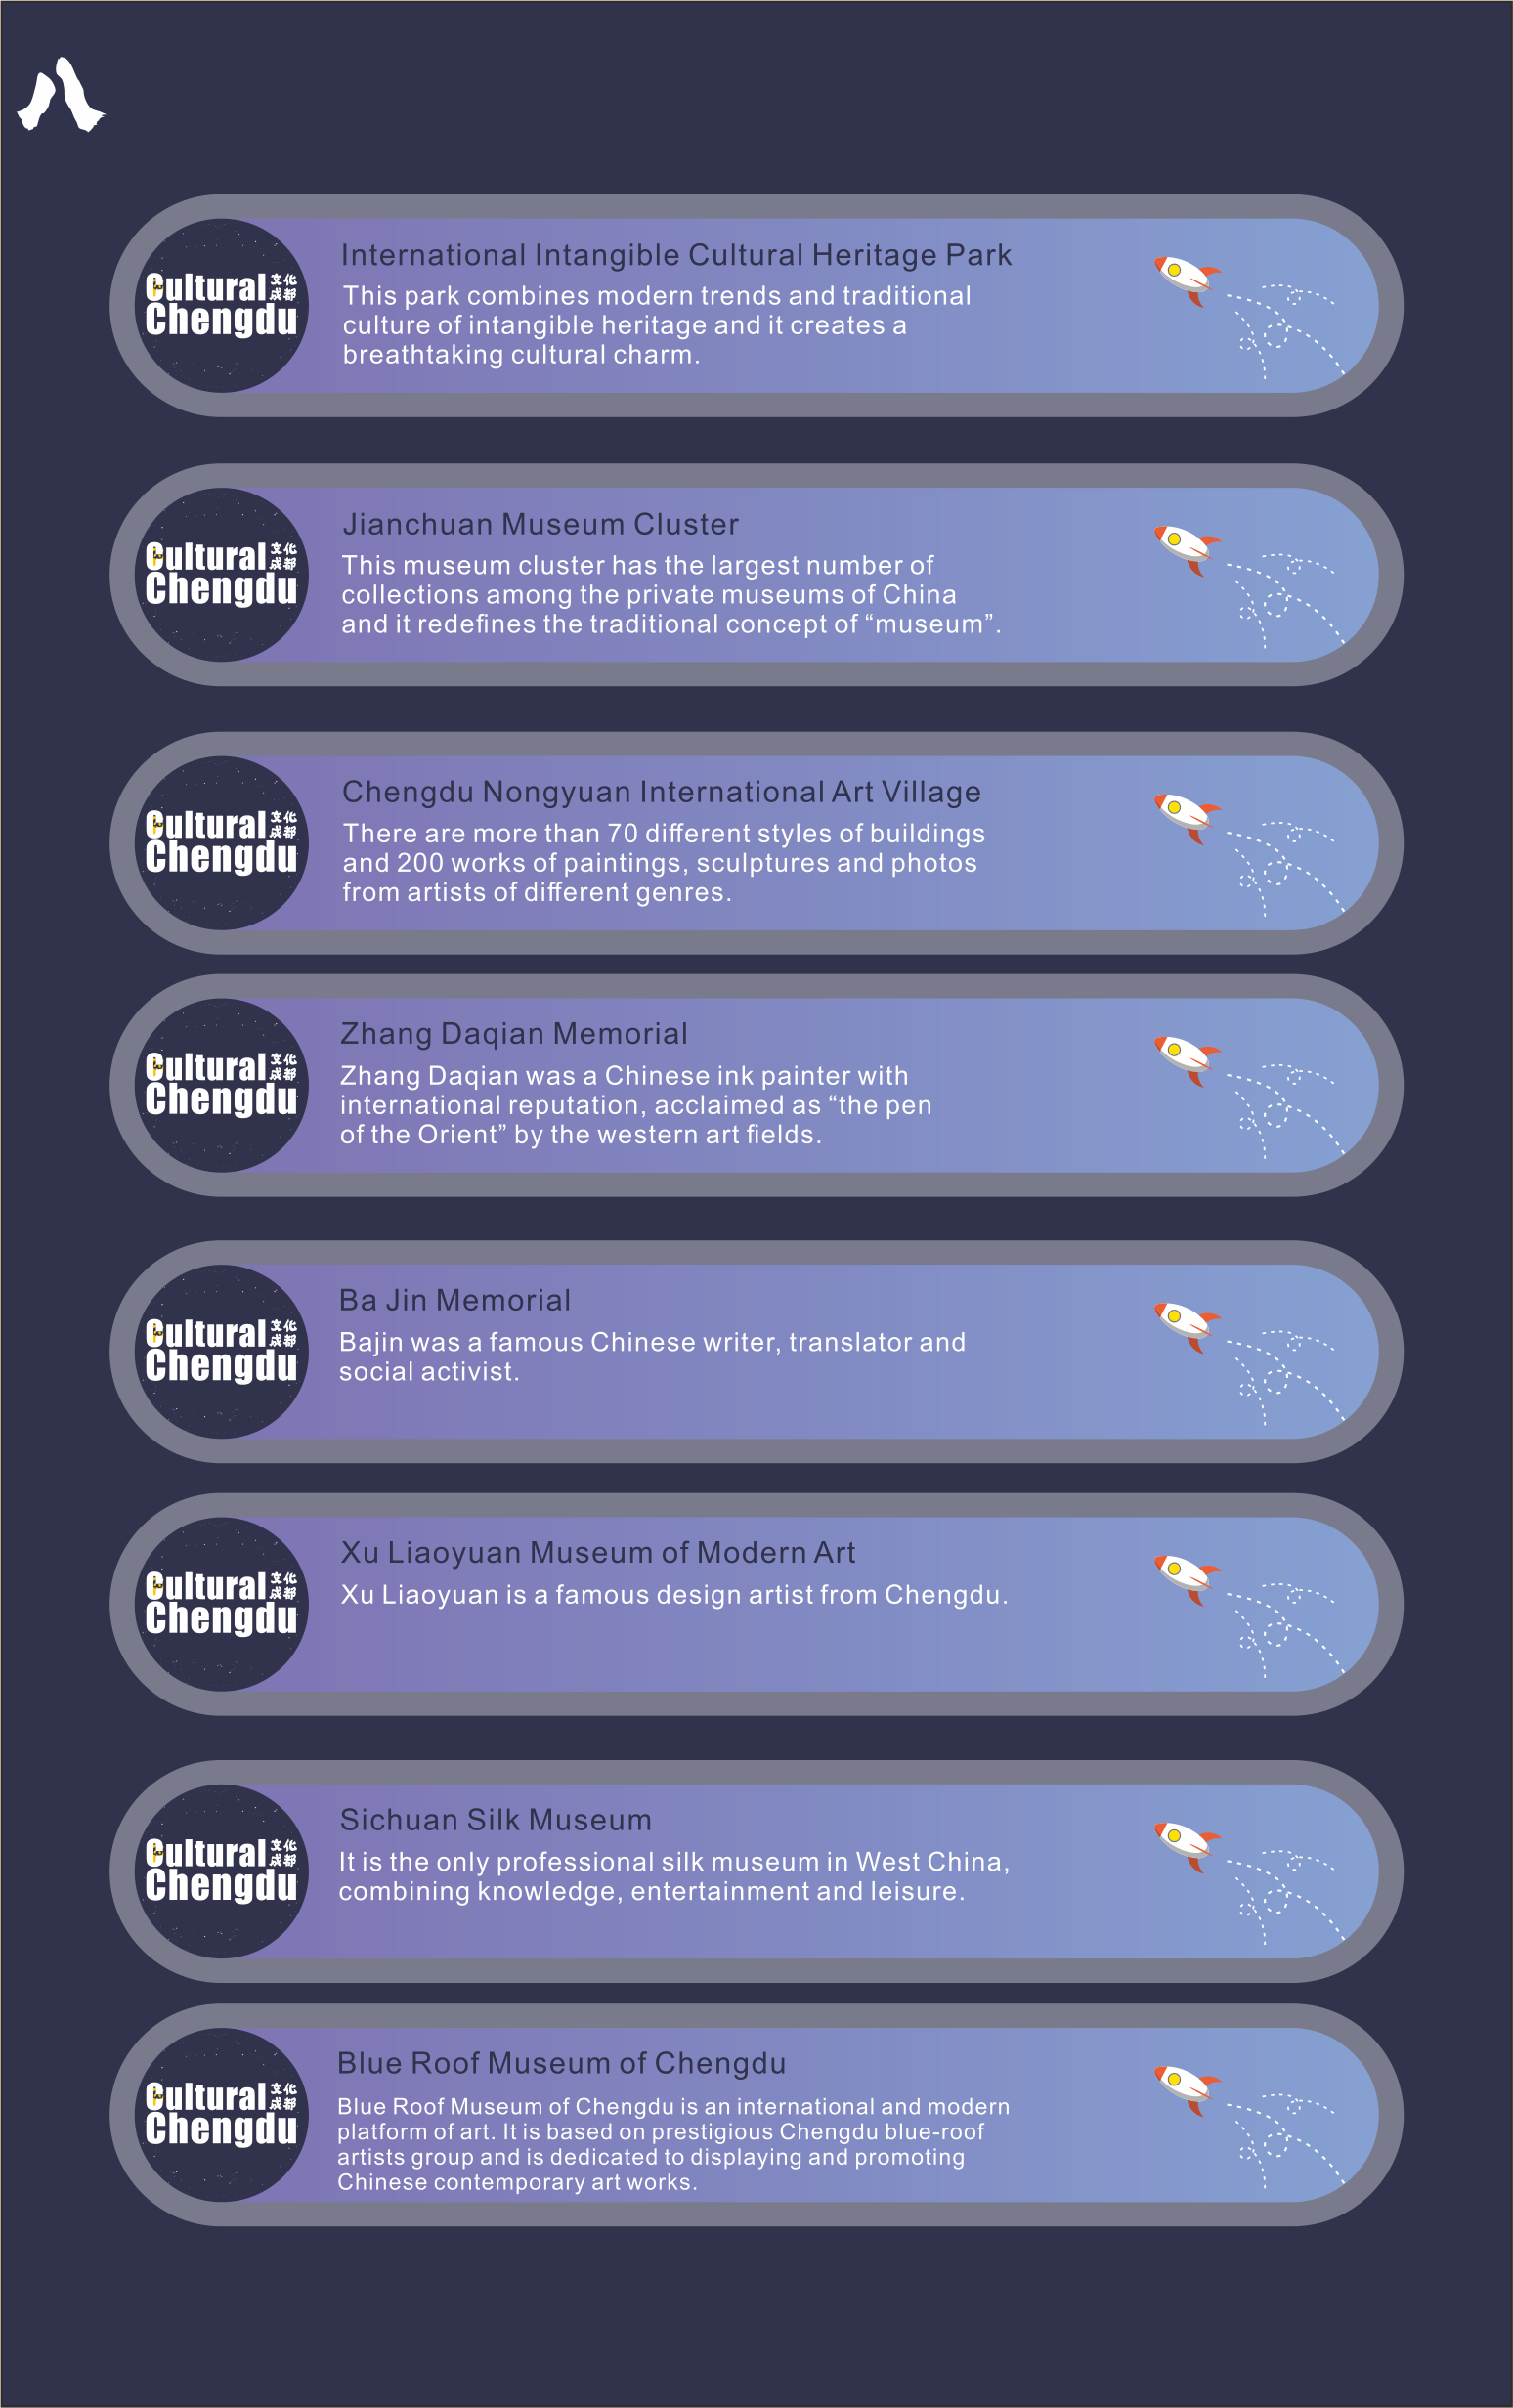 八
International Intangible Cultural Heritage Park
This park combines modern trends and traditional
culture of intangible heritage and it creates a
breathtaking cultural charm.
Cultural 文化
Chengdu 成都
Jianchuan Museum Cluster
This museum cluster has the largest number of
collections among the private museums of China
and it redefines the traditional concept of “museum”.
Cultural 文化
Chengdu 成都
Chengdu Nongyuan International Art Village
There are more than 70 different styles of buildings
and 200 works of paintings, sculptures and photos
from artists of different genres.
Cultural 文化
Chengdu 成都
Zhang Daqian Memorial
Zhang Daqian was a Chinese ink painter with
international reputation, acclaimed as “the pen
of the Orient” by the western art fields.
Cultural 文化
Chengdu 成都
Ba Jin Memorial
Bajin was a famous Chinese writer, translator and
social activist.
Cultural 文化
Chengdu 成都
Xu Liaoyuan Museum of Modern Art
Xu Liaoyuan is a famous design artist from Chengdu.
Cultural 文化
Chengdu 成都
Sichuan Silk Museum
It is the only professional silk museum in West China,
combining knowledge, entertainment and leisure.
Cultural 文化
Chengdu 成都
Blue Roof Museum of Chengdu
Blue Roof Museum of Chengdu is an international and modern
platform of art. It is based on prestigious Chengdu blue-roof
artists group and is dedicated to displaying and promoting
Chinese contemporary art works.
Cultural 文化
Chengdu 成都